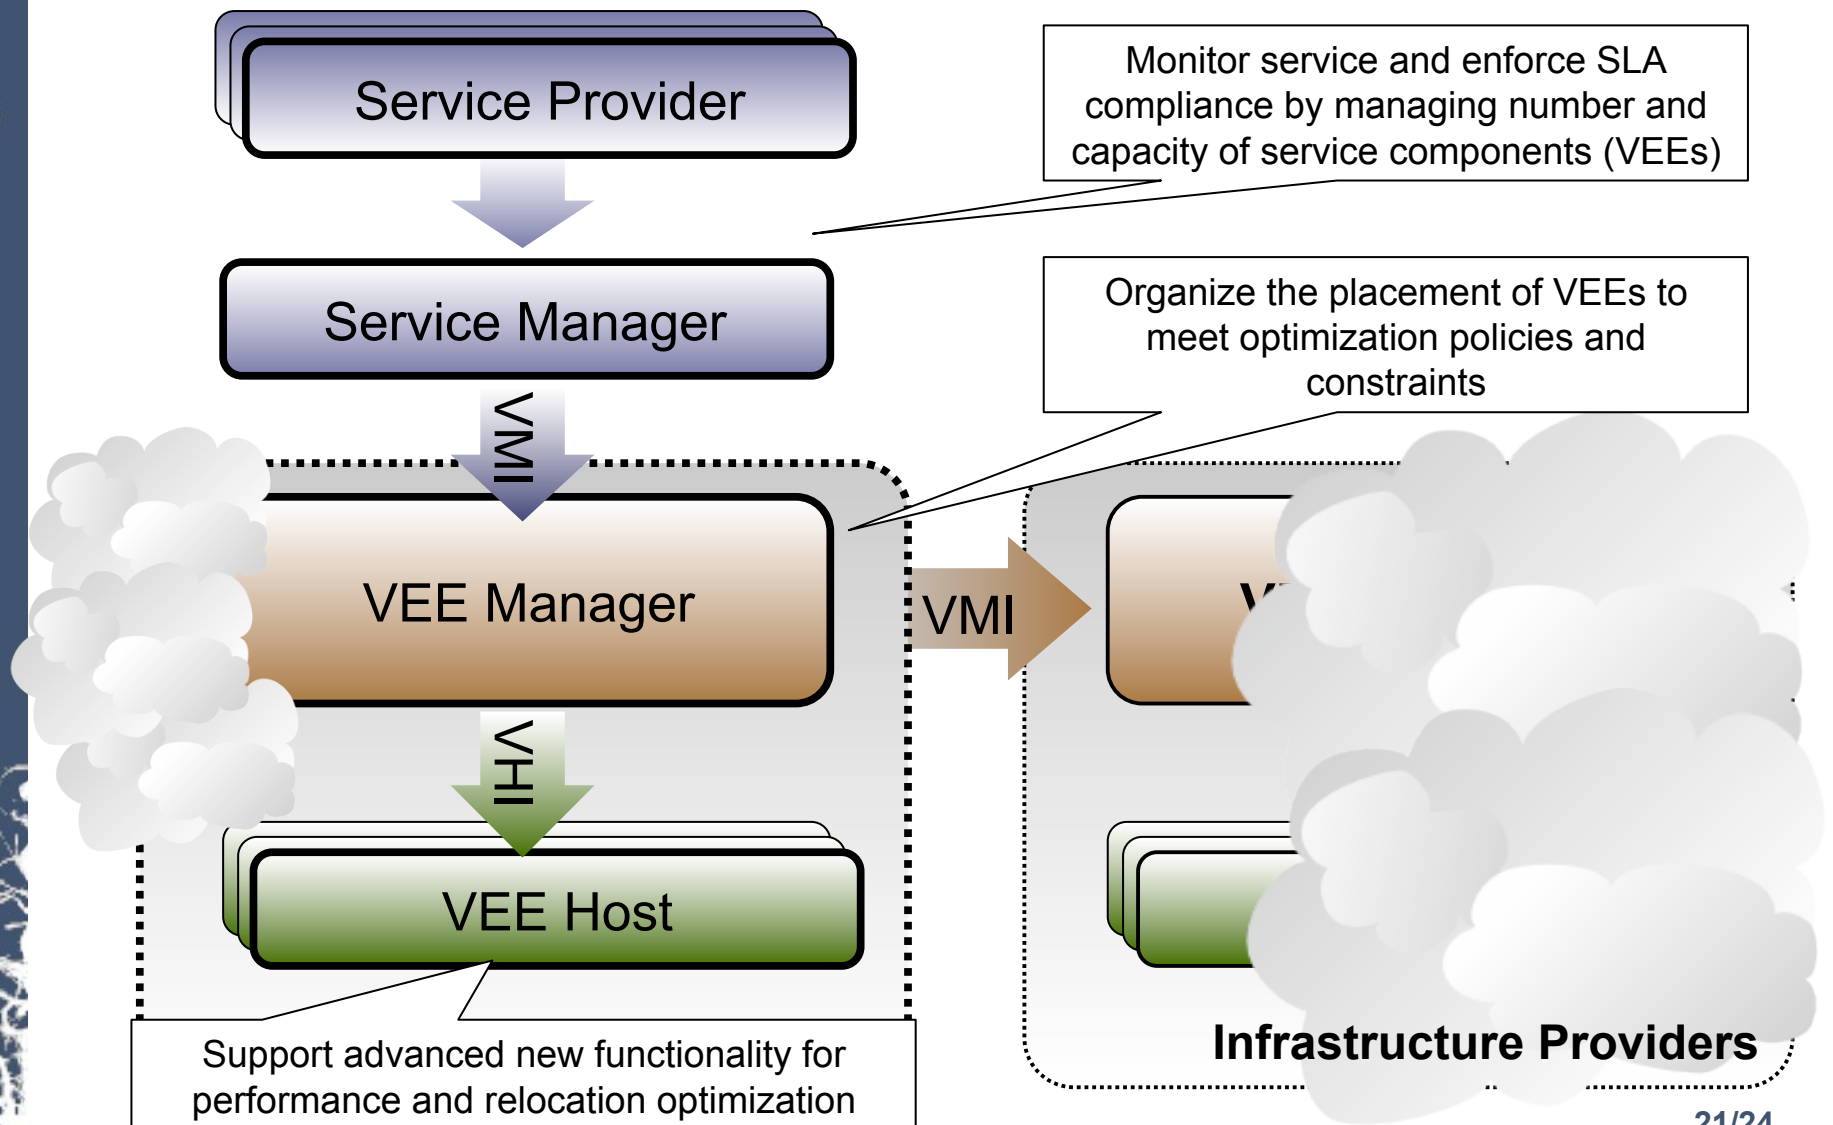 Service Provider
Monitor service and enforce SLA
compliance by managing number and
capacity of service components (VEEs)
Service Manager
Organize the placement of VEEs to
meet optimization policies and
constraints
VMI
VEE Manager
VMI
VHI
VEE Host
Support advanced new functionality for
performance and relocation optimization
Infrastructure Providers
21/24